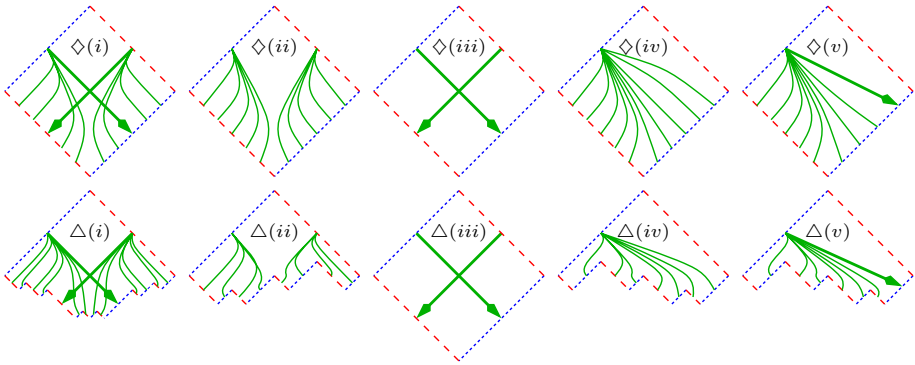 ◇(i) ◇(ii) ◇(iii) ◇(iv) ◇(v)
△(i) △(ii) △(iii) △(iv) △(v)